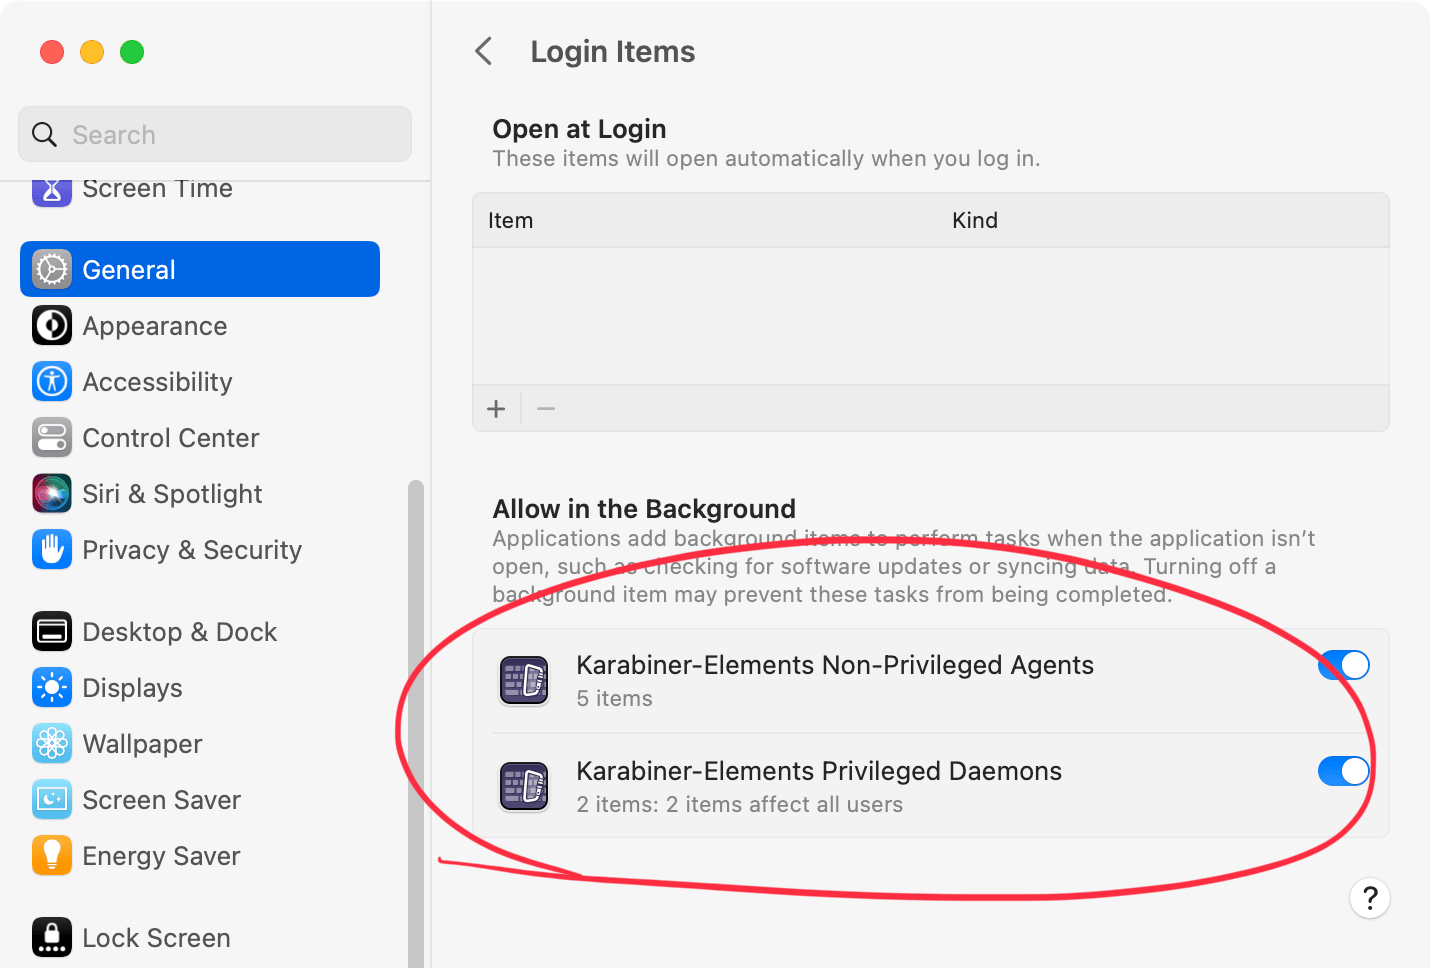 Login Items
Search
Screen Time
General
Appearance
Accessibility
Control Center
Siri & Spotlight
Privacy & Security
Desktop & Dock
Displays
Wallpaper
Screen Saver
Energy Saver
Lock Screen
Open at Login
These items will open automatically when you log in.
Item Kind
Allow in the Background
Applications add background items to perform tasks when the application isn’t
open, such as checking for software updates or syncing data. Turning off a
background item may prevent these tasks from being completed.
Karabiner-Elements Non-Privileged Agents
5 items
Karabiner-Elements Privileged Daemons
2 items: 2 items affect all users
?